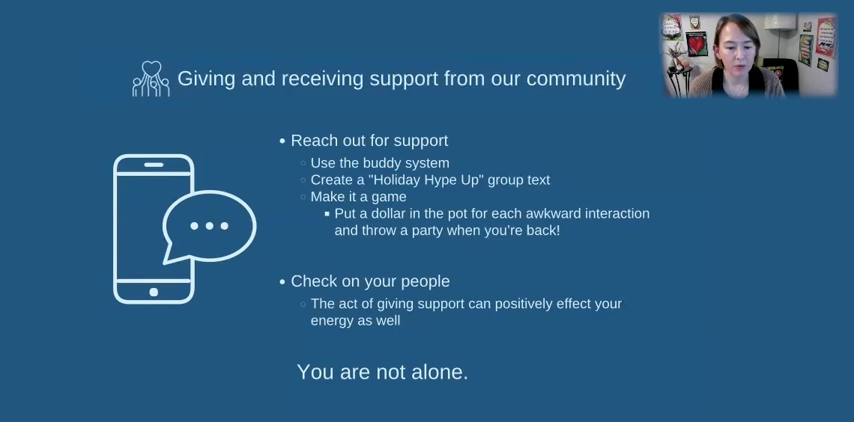 Giving and receiving support from our community
• Reach out for support
○ Use the buddy system
○ Create a "Holiday Hype Up" group text
○ Make it a game
▪ Put a dollar in the pot for each awkward interaction
and throw a party when you're back!
• Check on your people
○ The act of giving support can positively effect your
energy as well
You are not alone.